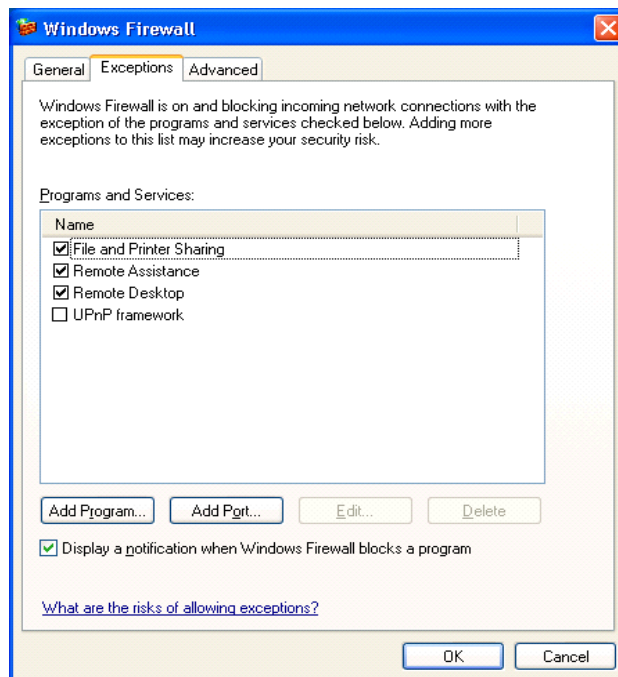 Windows Firewall
General Exceptions Advanced
Windows Firewall is on and blocking incoming network connections with the
exception of the programs and services checked below. Adding more
exceptions to this list may increase your security risk.
Programs and Services:
Name
File and Printer Sharing
Remote Assistance
Remote Desktop
UPnP framework
Add Program... Add Port... Edit... Delete
Display a notification when Windows Firewall blocks a program
What are the risks of allowing exceptions?
OK Cancel